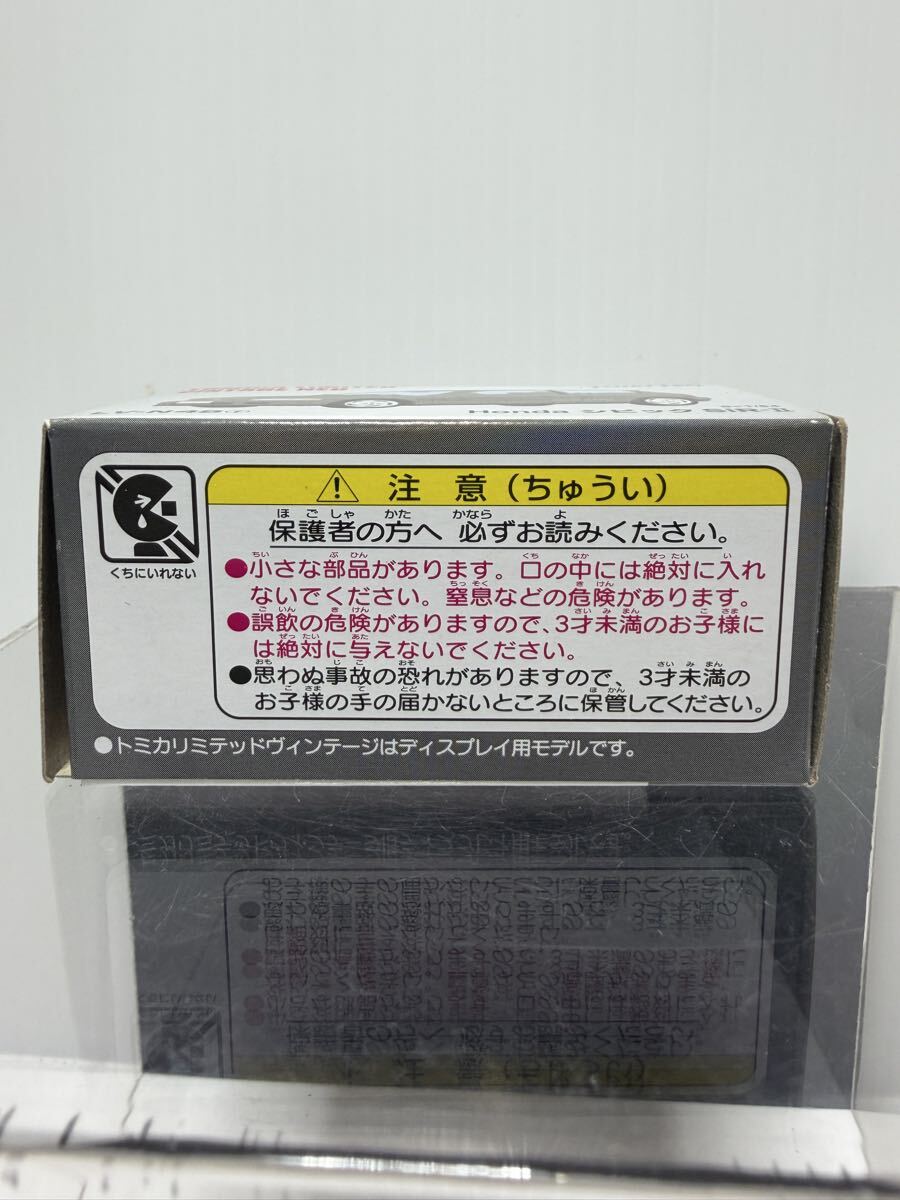 Honda シビック Si
くちにいれない
注意（ちゅうい）
保護者の方へ 必ずお読みください。
●小さな部品があります。口の中には絶対に入れ
ないでください。窒息などの危険があります。
●誤飲の危険がありますので、3才未満のお子様に
は絶対に与えないでください。
●思わぬ事故の恐れがありますので、3才未満の
お子様の手の届かないところに保管してください。
●トミカリミテッドヴィンテージはディスプレイ用モデルです。